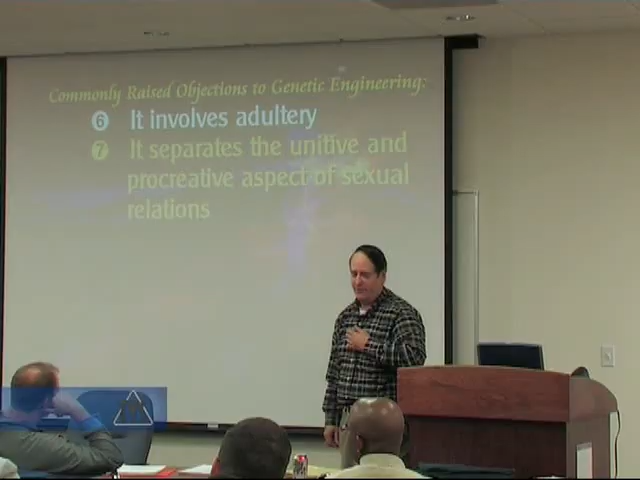 Commonly Raised Objections to Genetic Engineering:
6 It involves adultery
7 It separates the unitive and
procreative aspect of sexual
relations